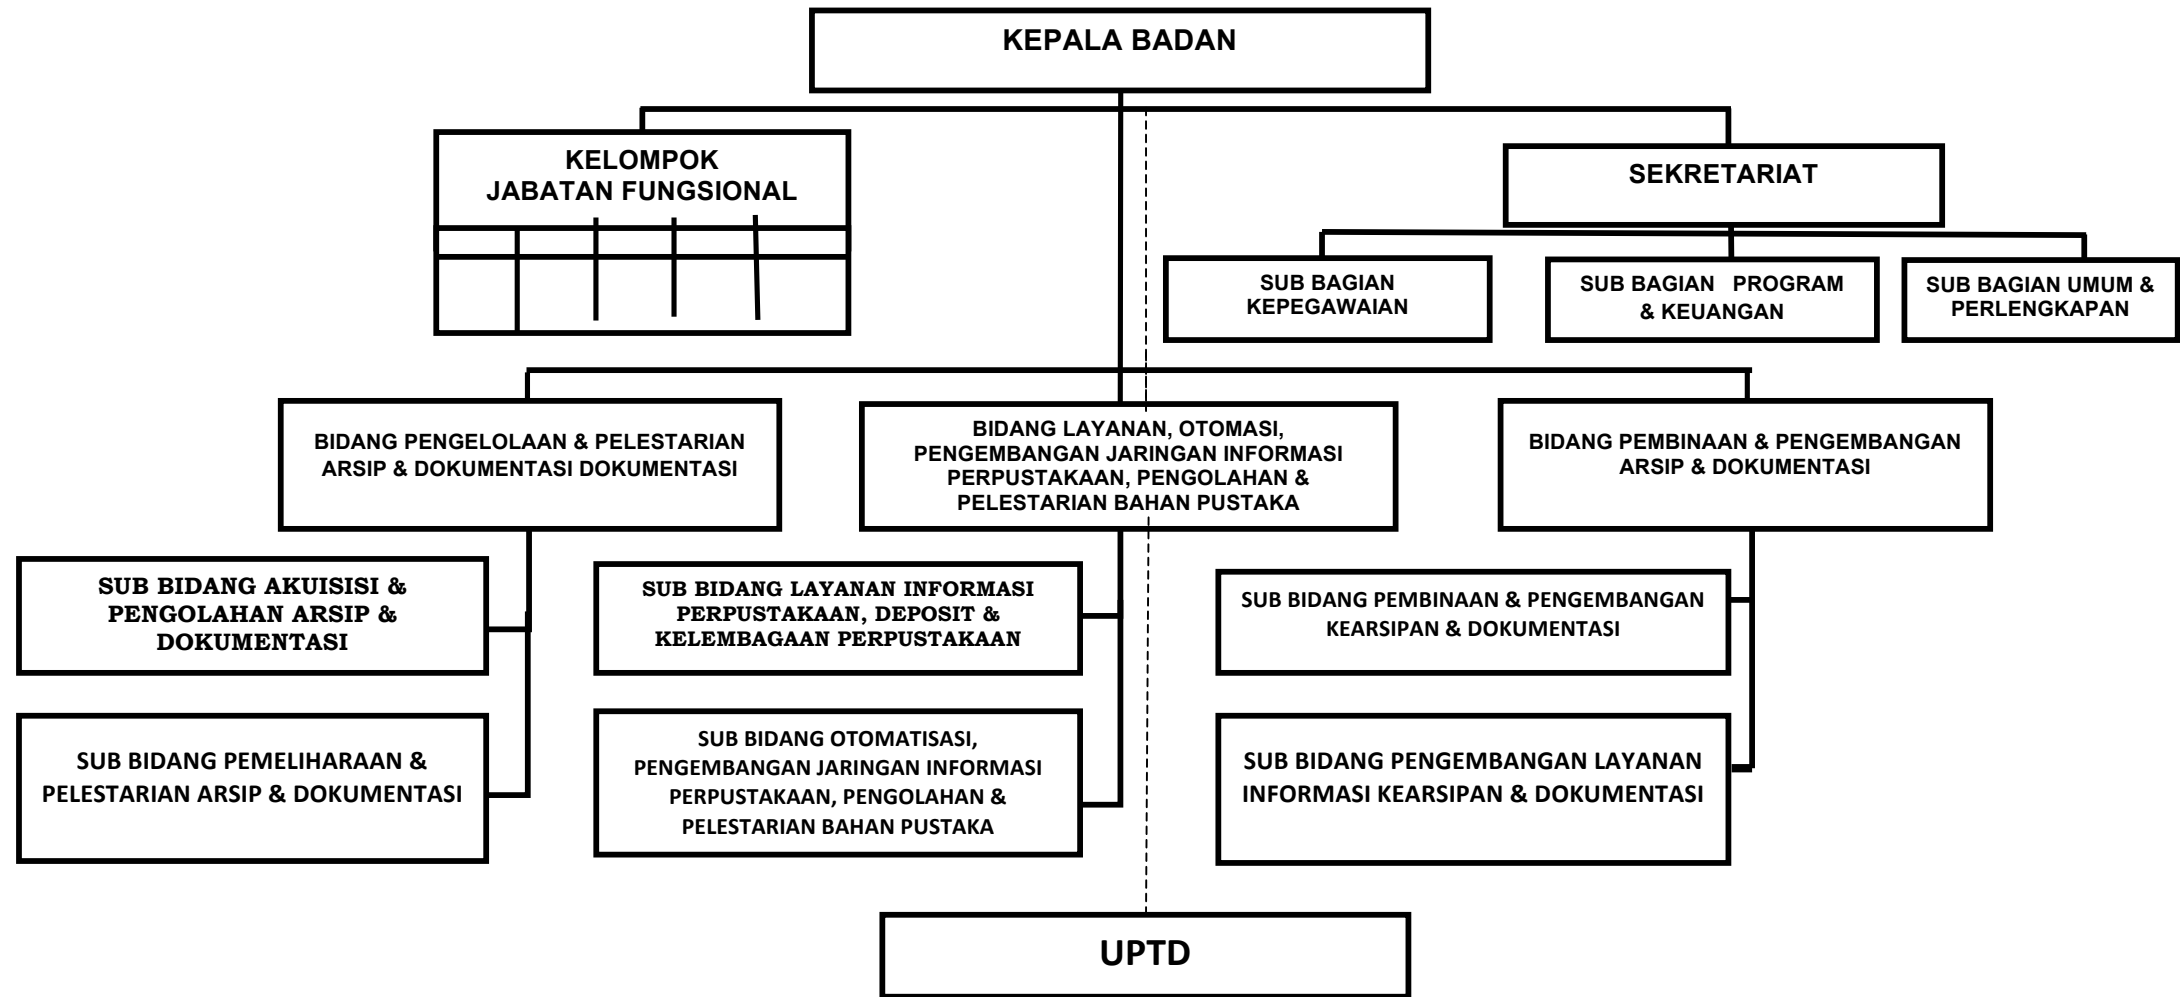 KEPALA BADAN
KELOMPOK
JABATAN FUNGSIONAL
SEKRETARIAT
SUB BAGIAN
KEPEGAWAIAN
SUB BAGIAN PROGRAM
& KEUANGAN
SUB BAGIAN UMUM &
PERLENGKAPAN
BIDANG PENGELOLAAN & PELESTARIAN
ARSIP & DOKUMENTASI DOKUMENTASI
BIDANG LAYANAN, OTOMASI,
PENGEMBANGAN JARINGAN INFORMASI
PERPUSTAKAAN, PENGOLAHAN &
PELESTARIAN BAHAN PUSTAKA
BIDANG PEMBINAAN & PENGEMBANGAN
ARSIP & DOKUMENTASI
SUB BIDANG AKUISISI &
PENGOLAHAN ARSIP &
DOKUMENTASI
SUB BIDANG LAYANAN INFORMASI
PERPUSTAKAAN, DEPOSIT &
KELEMBAGAAN PERPUSTAKAAN
SUB BIDANG PEMBINAAN & PENGEMBANGAN
KEARSIPAN & DOKUMENTASI
SUB BIDANG PEMELIHARAAN &
PELESTARIAN ARSIP & DOKUMENTASI
SUB BIDANG OTOMATISASI,
PENGEMBANGAN JARINGAN INFORMASI
PERPUSTAKAAN, PENGOLAHAN &
PELESTARIAN BAHAN PUSTAKA
SUB BIDANG PENGEMBANGAN LAYANAN
INFORMASI KEARSIPAN & DOKUMENTASI
UPTD